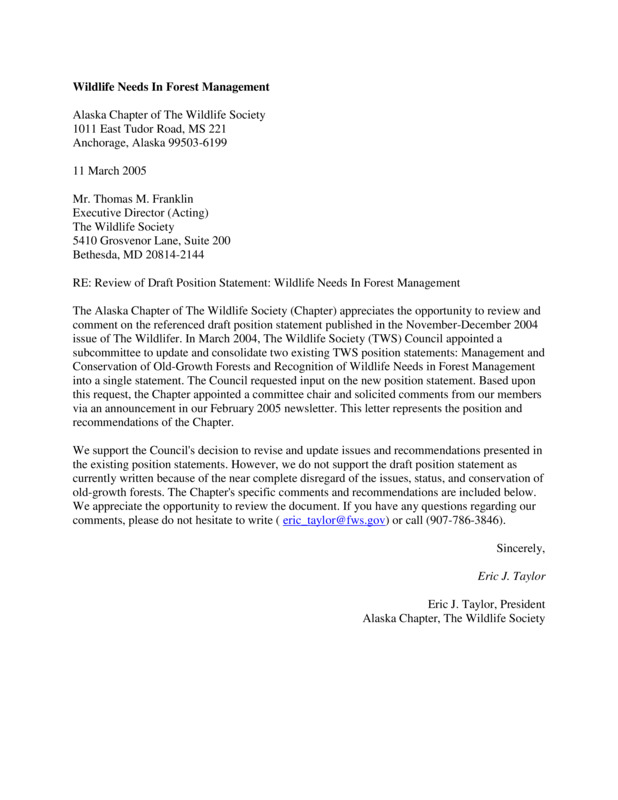 Wildlife Needs In Forest Management
Alaska Chapter of The Wildlife Society
1011 East Tudor Road, MS 221
Anchorage, Alaska 99503-6199
11 March 2005
Mr. Thomas M. Franklin
Executive Director (Acting)
The Wildlife Society
5410 Grosvenor Lane, Suite 200
Bethesda, MD 20814-2144
RE: Review of Draft Position Statement: Wildlife Needs In Forest Management
The Alaska Chapter of The Wildlife Society (Chapter) appreciates the opportunity to review and
comment on the referenced draft position statement published in the November-December 2004
issue of The Wildlifer. In March 2004, The Wildlife Society (TWS) Council appointed a
subcommittee to update and consolidate two existing TWS position statements: Management and
Conservation of Old-Growth Forests and Recognition of Wildlife Needs in Forest Management
into a single statement. The Council requested input on the new position statement. Based upon
this request, the Chapter appointed a committee chair and solicited comments from our members
via an announcement in our February 2005 newsletter. This letter represents the position and
recommendations of the Chapter.
We support the Council's decision to revise and update issues and recommendations presented in
the existing position statements. However, we do not support the draft position statement as
currently written because of the near complete disregard of the issues, status, and conservation of
old-growth forests. The Chapter's specific comments and recommendations are included below.
We appreciate the opportunity to review the document. If you have any questions regarding our
comments, please do not hesitate to write ( eric_taylor@fws.gov) or call (907-786-3846).
Sincerely,
Eric J. Taylor
Eric J. Taylor, President
Alaska Chapter, The Wildlife Society